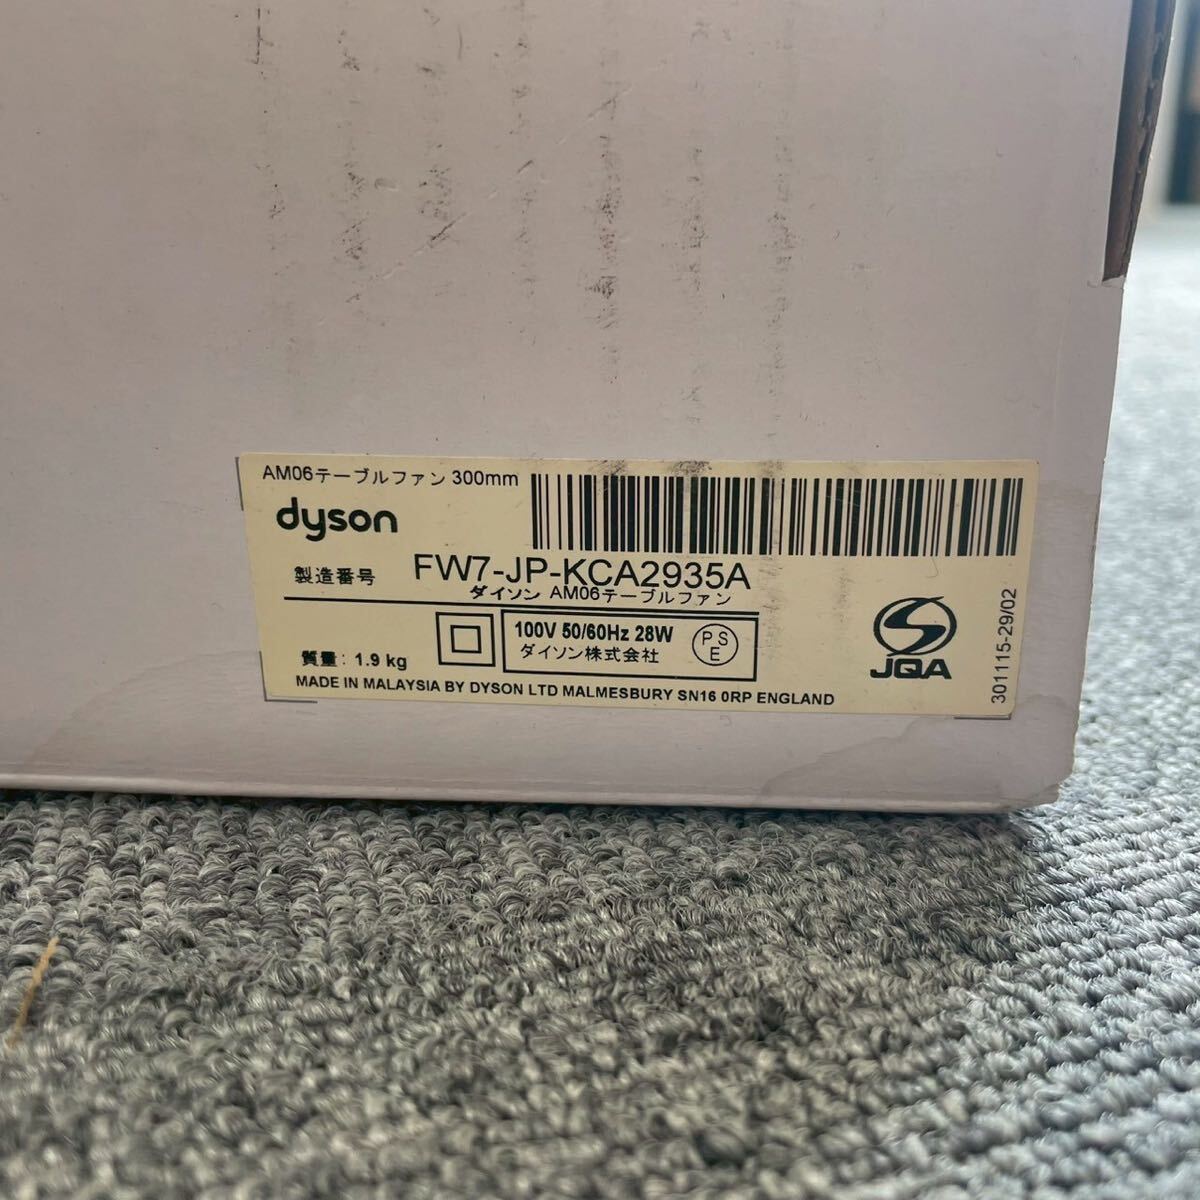 AM06テーブルファン 300mm
dyson
製造番号 FW7-JP-KCA2935A
ダイソン AM06テーブルファン
100V 50/60Hz 28W
ダイソン株式会社
PSE
質量: 1.9 kg
JQA
MADE IN MALAYSIA BY DYSON LTD MALMESBURY SN16 0RP ENGLAND
301115-29/02